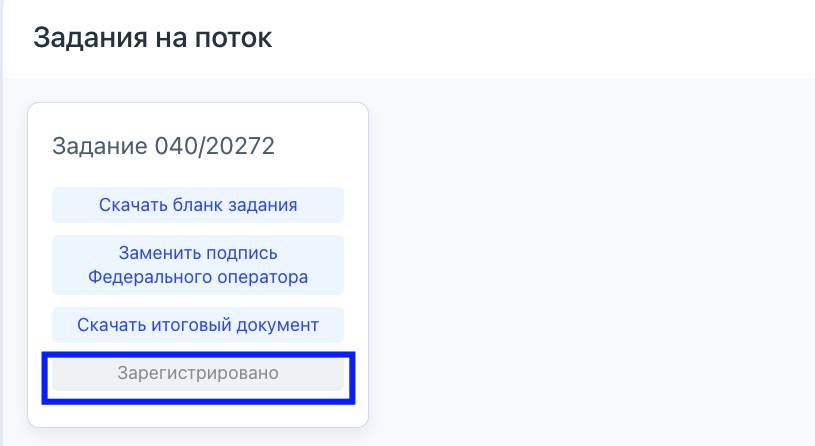 Задания на поток
Задание 040/20272
Скачать бланк задания
Заменить подпись
Федерального оператора
Скачать итоговый документ
Зарегистрировано